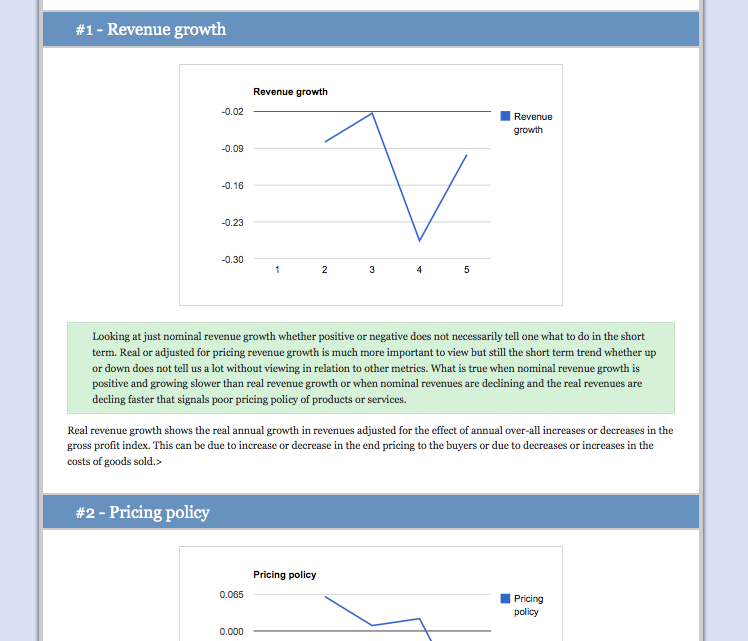 #1 - Revenue growth
Revenue growth
-0.02
-0.09
-0.16
-0.23
-0.30
1 2 3 4 5
Revenue
growth
Looking at just nominal revenue growth whether positive or negative does not necessarily tell one what to do in the short
term. Real or adjusted for pricing revenue growth is much more important to view but still the short term trend whether up
or down does not tell us a lot without viewing in relation to other metrics. What is true when nominal revenue growth is
positive and growing slower than real revenue growth or when nominal revenues are declining and the real revenues are
decling faster that signals poor pricing policy of products or services.
Real revenue growth shows the real annual growth in revenues adjusted for the effect of annual over-all increases or decreases in the
gross profit index. This can be due to increase or decrease in the end pricing to the buyers or due to decreases or increases in the
costs of goods sold.>
#2 - Pricing policy
Pricing policy
0.065
0.000
Pricing
policy